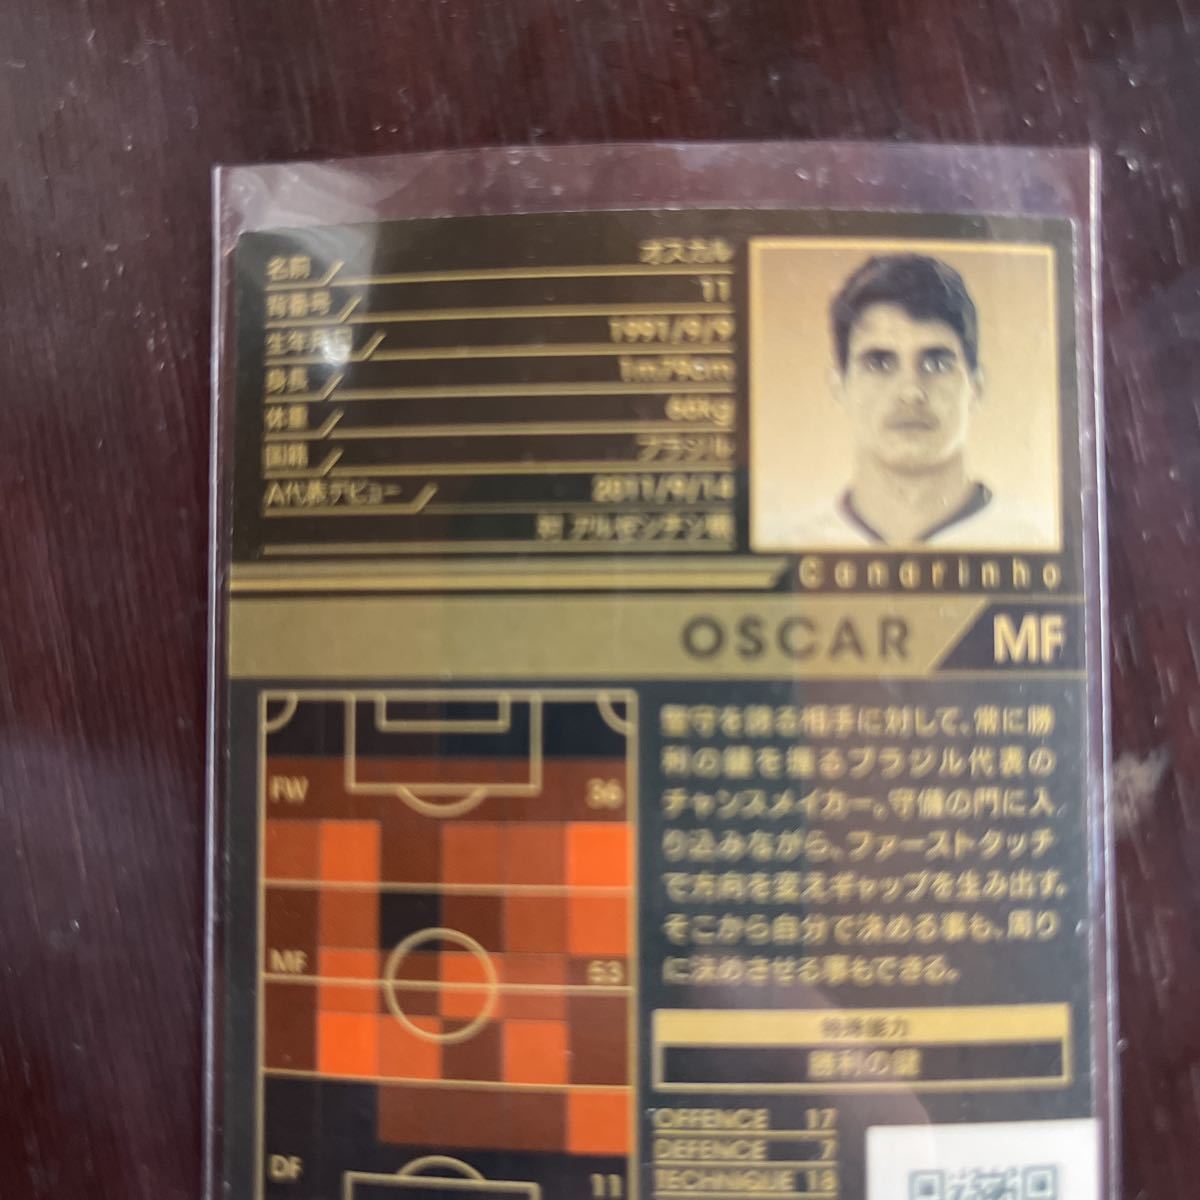 名前 オスカル
背番号 11
生年月日 1991/9/9
身長 1m79cm
体重 66kg
国籍 ブラジル
A代表デビュー 2011/9/14
対 アルゼンチン戦
Canarinho
OSCAR MF
堅守を誇る相手に対して、常に勝
利の鍵を握るブラジル代表の
チャンスメイカー。守備の門に入
り込みながら、ファーストタッチ
で方向を変えギャップを生み出す。
そこから自分で決める事も、周り
に決めさせる事もできる。
特殊能力
勝利の鍵
FW 36
MF 53
DF 11
OFFENCE 17
DEFENCE 7
TECHNIQUE 18